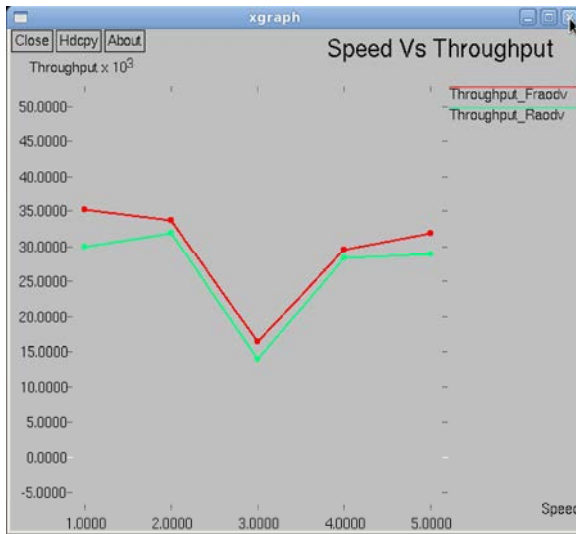 xgraph
Close Hdcpy About
Speed Vs Throughput
Throughput x 10³
Throughput_Fraodv
Throughput_Raodv
50.0000
45.0000
40.0000
35.0000
30.0000
25.0000
20.0000
15.0000
10.0000
5.0000
0.0000
-5.0000
Speed
1.0000 2.0000 3.0000 4.0000 5.0000